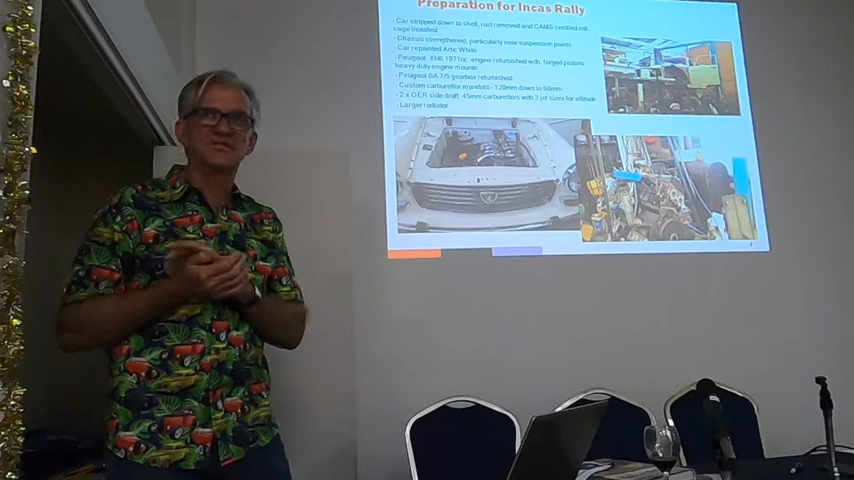 Preparation for Incas Rally
- Car stripped down to shell, rust removed and CAMS certified roll
cage installed
- Chassis strengthened, particularly near suspension points
- Car repainted Artic White
- Peugeot XN8 1971cc engine refurbished with forged pistons,
heavy duty engine mounts
- Peugeot BA 7/5 gearbox refurbished
- Custom carburettor manifold - 129mm down to 60mm
- 2 x OER side draft 45mm carburettors with 3 jet sizes for altitude
- Larger radiator